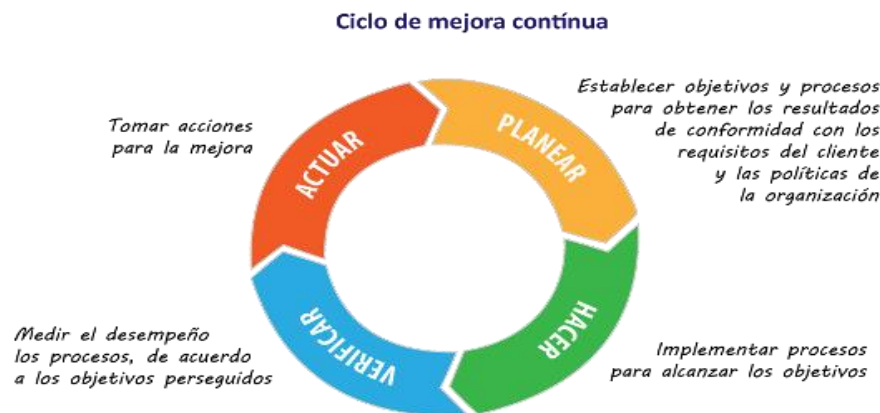 Ciclo de mejora contínua
Tomar acciones
para la mejora
ACTUAR
PLANEAR
Establecer objetivos y procesos
para obtener los resultados
de conformidad con los
requisitos del cliente
y las políticas de
la organización
HACER
Implementar procesos
para alcanzar los objetivos
VERIFICAR
Medir el desempeño
los procesos, de acuerdo
a los objetivos perseguidos